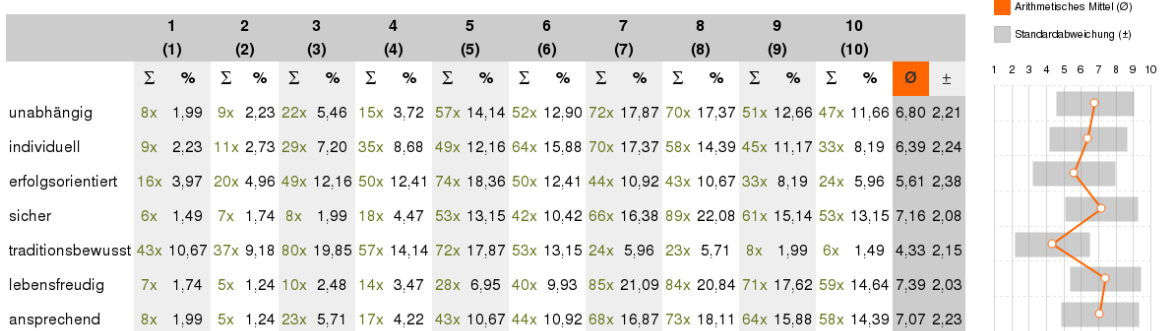 Arithmetisches Mittel (Ø)
Standardabweichung (±)
1 2 3 4 5 6 7 8 9 10
(1) (2) (3) (4) (5) (6) (7) (8) (9) (10)
Σ % Σ % Σ % Σ % Σ % Σ % Σ % Σ % Σ % Σ % Ø ±
1 2 3 4 5 6 7 8 9 10
unabhängig 8x 1,99 9x 2,23 22x 5,46 15x 3,72 57x 14,14 52x 12,90 72x 17,87 70x 17,37 51x 12,66 47x 11,66 6,80 2,21
individuell 9x 2,23 11x 2,73 29x 7,20 35x 8,68 49x 12,16 64x 15,88 70x 17,37 58x 14,39 45x 11,17 33x 8,19 6,39 2,24
erfolgsorientiert 16x 3,97 20x 4,96 49x 12,16 50x 12,41 74x 18,36 50x 12,41 44x 10,92 43x 10,67 33x 8,19 24x 5,96 5,61 2,38
sicher 6x 1,49 7x 1,74 8x 1,99 18x 4,47 53x 13,15 42x 10,42 66x 16,38 89x 22,08 61x 15,14 53x 13,15 7,16 2,08
traditionsbewusst 43x 10,67 37x 9,18 80x 19,85 57x 14,14 72x 17,87 53x 13,15 24x 5,96 23x 5,71 8x 1,99 6x 1,49 4,33 2,15
lebensfreudig 7x 1,74 5x 1,24 10x 2,48 14x 3,47 28x 6,95 40x 9,93 85x 21,09 84x 20,84 71x 17,62 59x 14,64 7,39 2,03
ansprechend 8x 1,99 5x 1,24 23x 5,71 17x 4,22 43x 10,67 44x 10,92 68x 16,87 73x 18,11 64x 15,88 58x 14,39 7,07 2,23